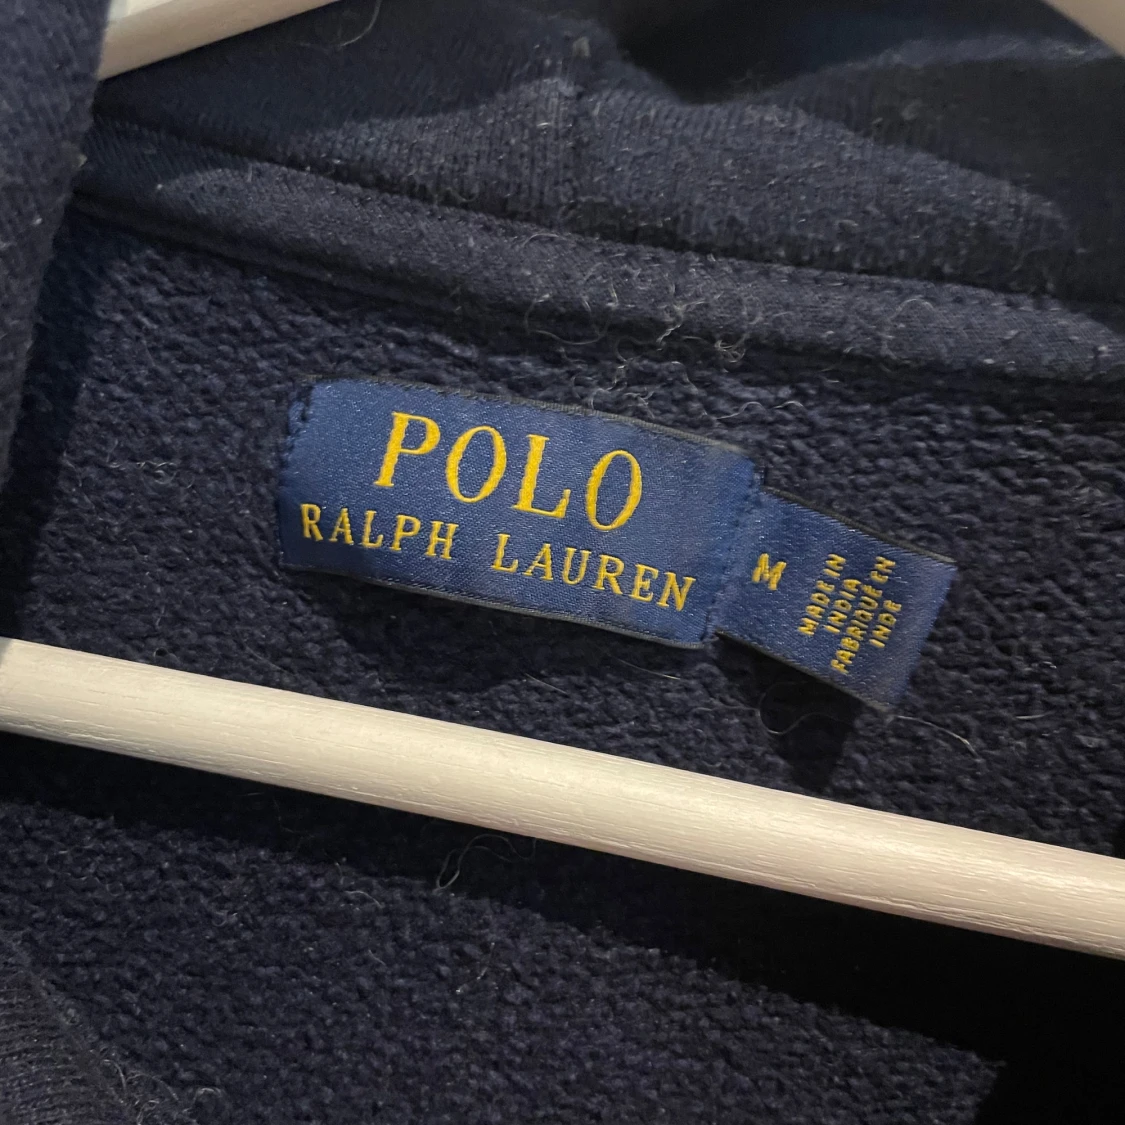 POLO
RALPH LAUREN
M
MADE IN
INDIA
FABRIQUÉ EN
INDE